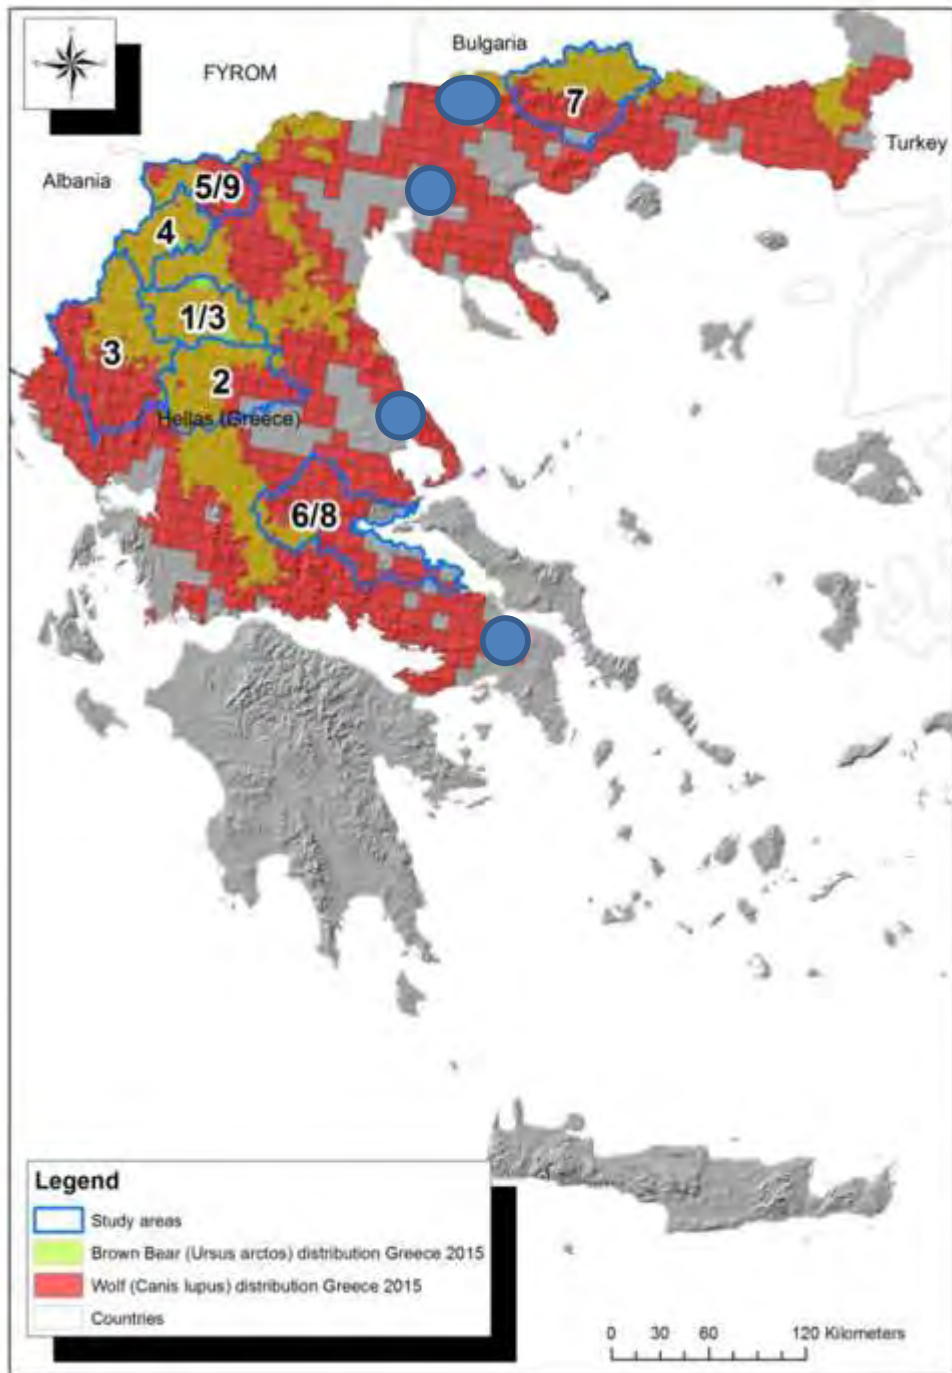 Bulgaria
FYROM
7
Turkey
Albania
5/9
4
1/3
3
2
Hellas (Greece)
6/8
Legend
Study areas
Brown Bear (Ursus arctos) distribution Greece 2015
Wolf (Canis lupus) distribution Greece 2015
Countries
0 30 60 120 Kilometers